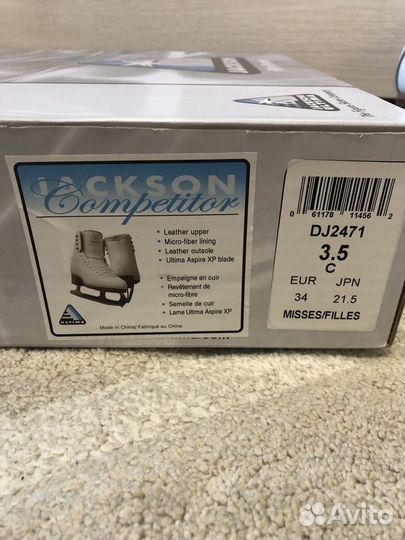 JACKSON
Competitor
• Leather upper
• Micro-fiber lining
• Leather outsole
• Ultima Aspire XP blade
• Empeigne en cuir
• Revêtement de
micro-fibre
• Semelle de cuir
• Lame Ultima Aspire XP
ULTIMA
Made in China/ Fabriqué au Chine
0 61178 11456 2
DJ2471
3.5
C
EUR JPN
34 21.5
MISSES/FILLES
Avito